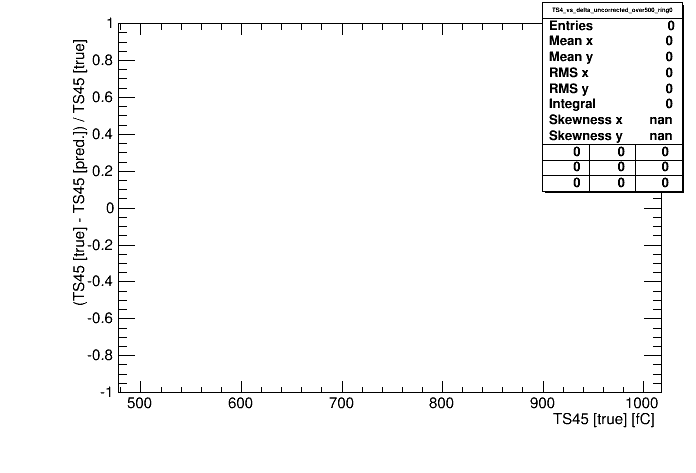 TS4_vs_delta_uncorrected_over500_ring0
Entries 0
Mean x 0
Mean y 0
RMS x 0
RMS y 0
Integral 0
Skewness x nan
Skewness y nan
0 0 0
0 0 0
0 0 0
(TS45 [true] - TS45 [pred.]) / TS45 [true]
1
0.8
0.6
0.4
0.2
0
-0.2
-0.4
-0.6
-0.8
-1
500 600 700 800 900 1000
TS45 [true] [fC]